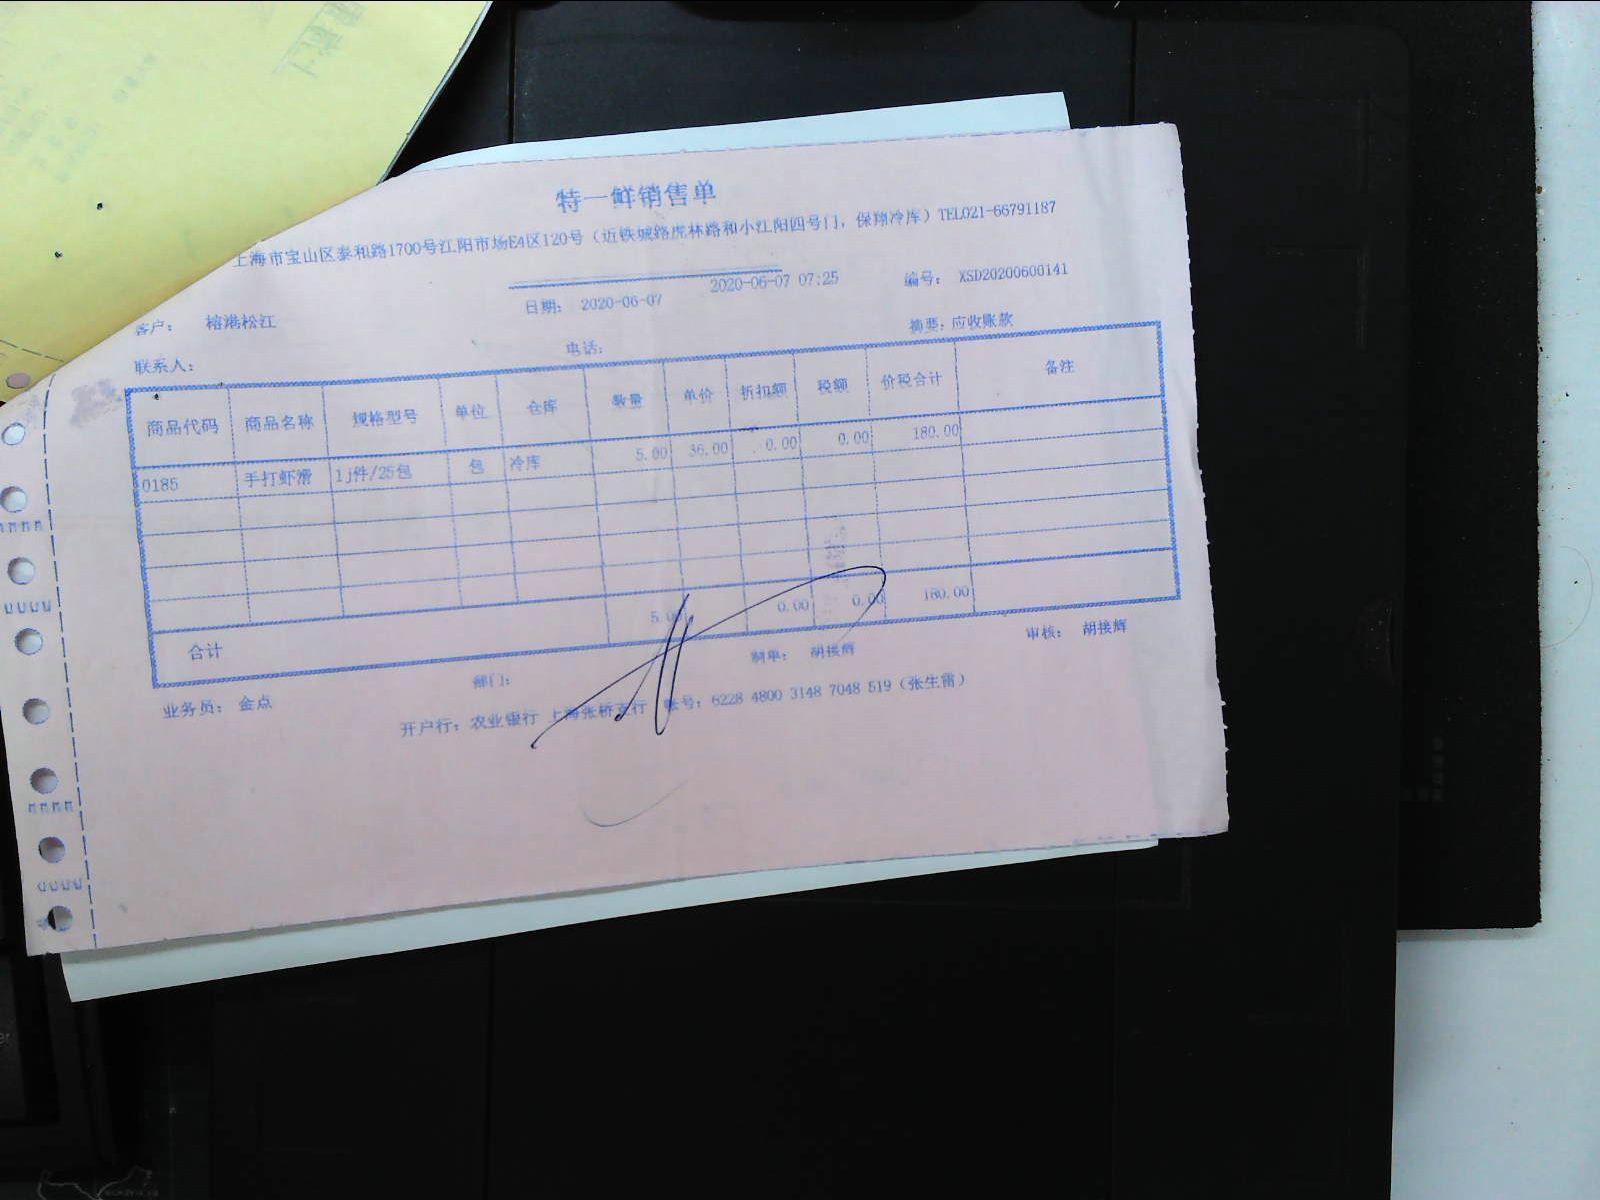 特一鲜销售单
上海市宝山区泰和路1700号江阳市场E4区120号（近铁城路虎林路和小江阳四号门，保翔冷库）TEL021-66791187
2020-06-07 07:25
客户： 榕港松江 日期： 2020-06-07 编号： XSD20200600141
联系人： 电话： 摘要：应收账款
商品代码 商品名称 规格型号 单位 仓库 数量 单价 折扣额 税额 价税合计 备注
0185 手打虾滑 1j件/25包 包 冷库 5.00 36.00 0.00 0.00 180.00
合计 5.00 0.00 0.00 180.00
业务员： 金点 部门： 制单： 胡接辉 审核： 胡接辉
开户行：农业银行 上海张桥支行 账号：6228 4800 3148 7048 519（张生雷）